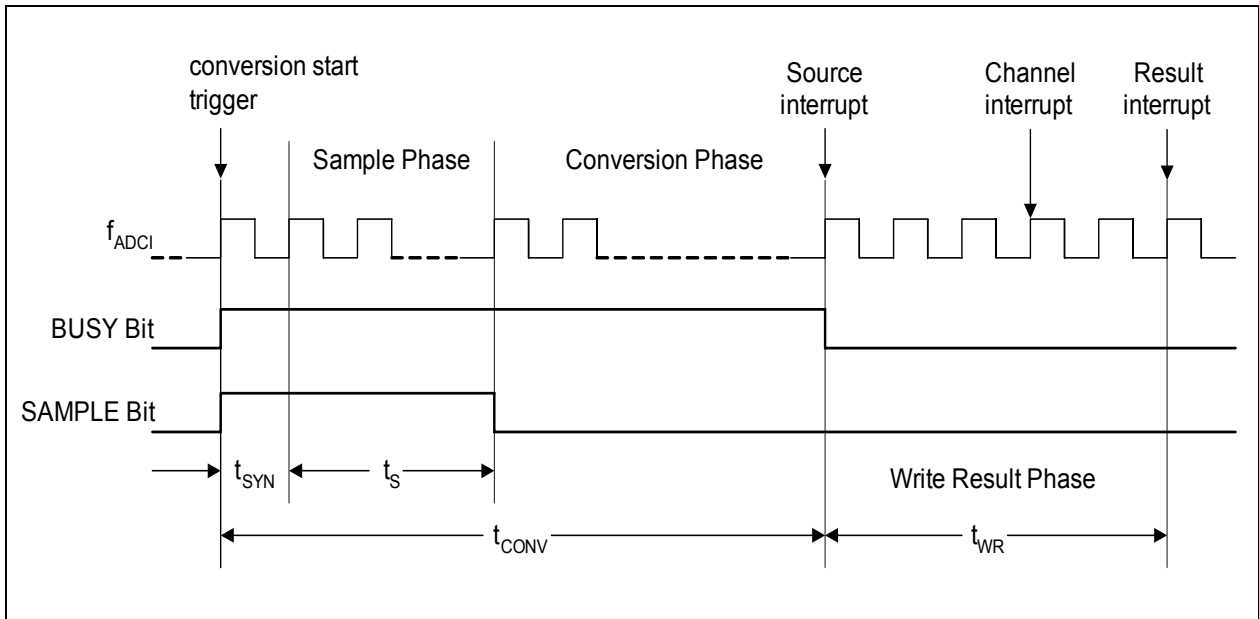 conversion start
trigger
Source
interrupt
Channel
interrupt
Result
interrupt
Sample Phase
Conversion Phase
fADCI
BUSY Bit
SAMPLE Bit
tSYN
tS
Write Result Phase
tCONV
tWR